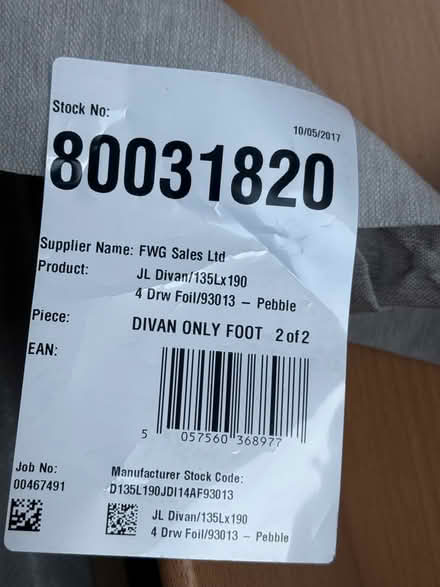 Stock No:
10/05/2017
80031820
Supplier Name: FWG Sales Ltd
Product: JL Divan/135Lx190
4 Drw Foil/93013 – Pebble
Piece: DIVAN ONLY FOOT 2 of 2
EAN:
5 057560 368977
Job No:
00467491
Manufacturer Stock Code:
D135L190JDI14AF93013
JL Divan/135Lx190
4 Drw Foil/93013 – Pebble